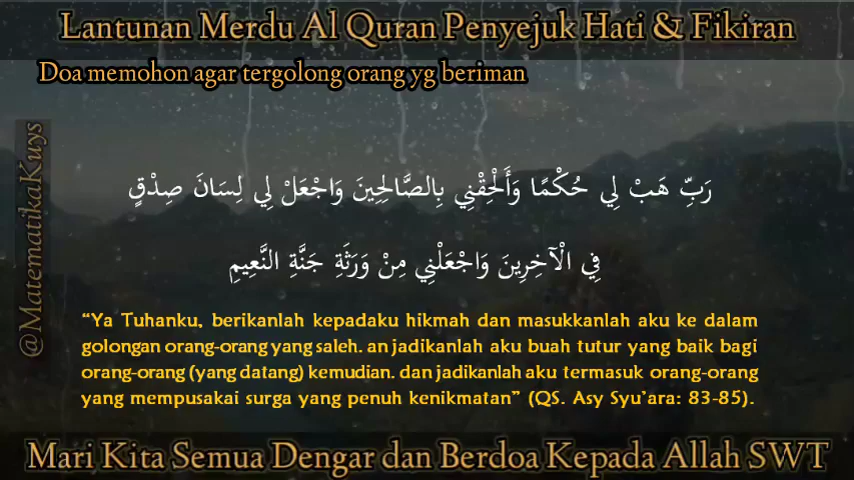 Lantunan Merdu Al Quran Penyejuk Hati & Fikiran
Doa memohon agar tergolong orang yg beriman
@MatematikaKuys
رَبِّ هَبْ لِي حُكْمًا وَأَلْحِقْنِي بِالصَّالِحِينَ وَاجْعَلْ لِي لِسَانَ صِدْقٍ
فِي الْآخِرِينَ وَاجْعَلْنِي مِنْ وَرَثَةِ جَنَّةِ النَّعِيمِ
“Ya Tuhanku, berikanlah kepadaku hikmah dan masukkanlah aku ke dalam
golongan orang-orang yang saleh. an jadikanlah aku buah tutur yang baik bagi
orang-orang (yang datang) kemudian. dan jadikanlah aku termasuk orang-orang
yang mempusakai surga yang penuh kenikmatan” (QS. Asy Syu’ara: 83-85).
Mari Kita Semua Dengar dan Berdoa Kepada Allah SWT